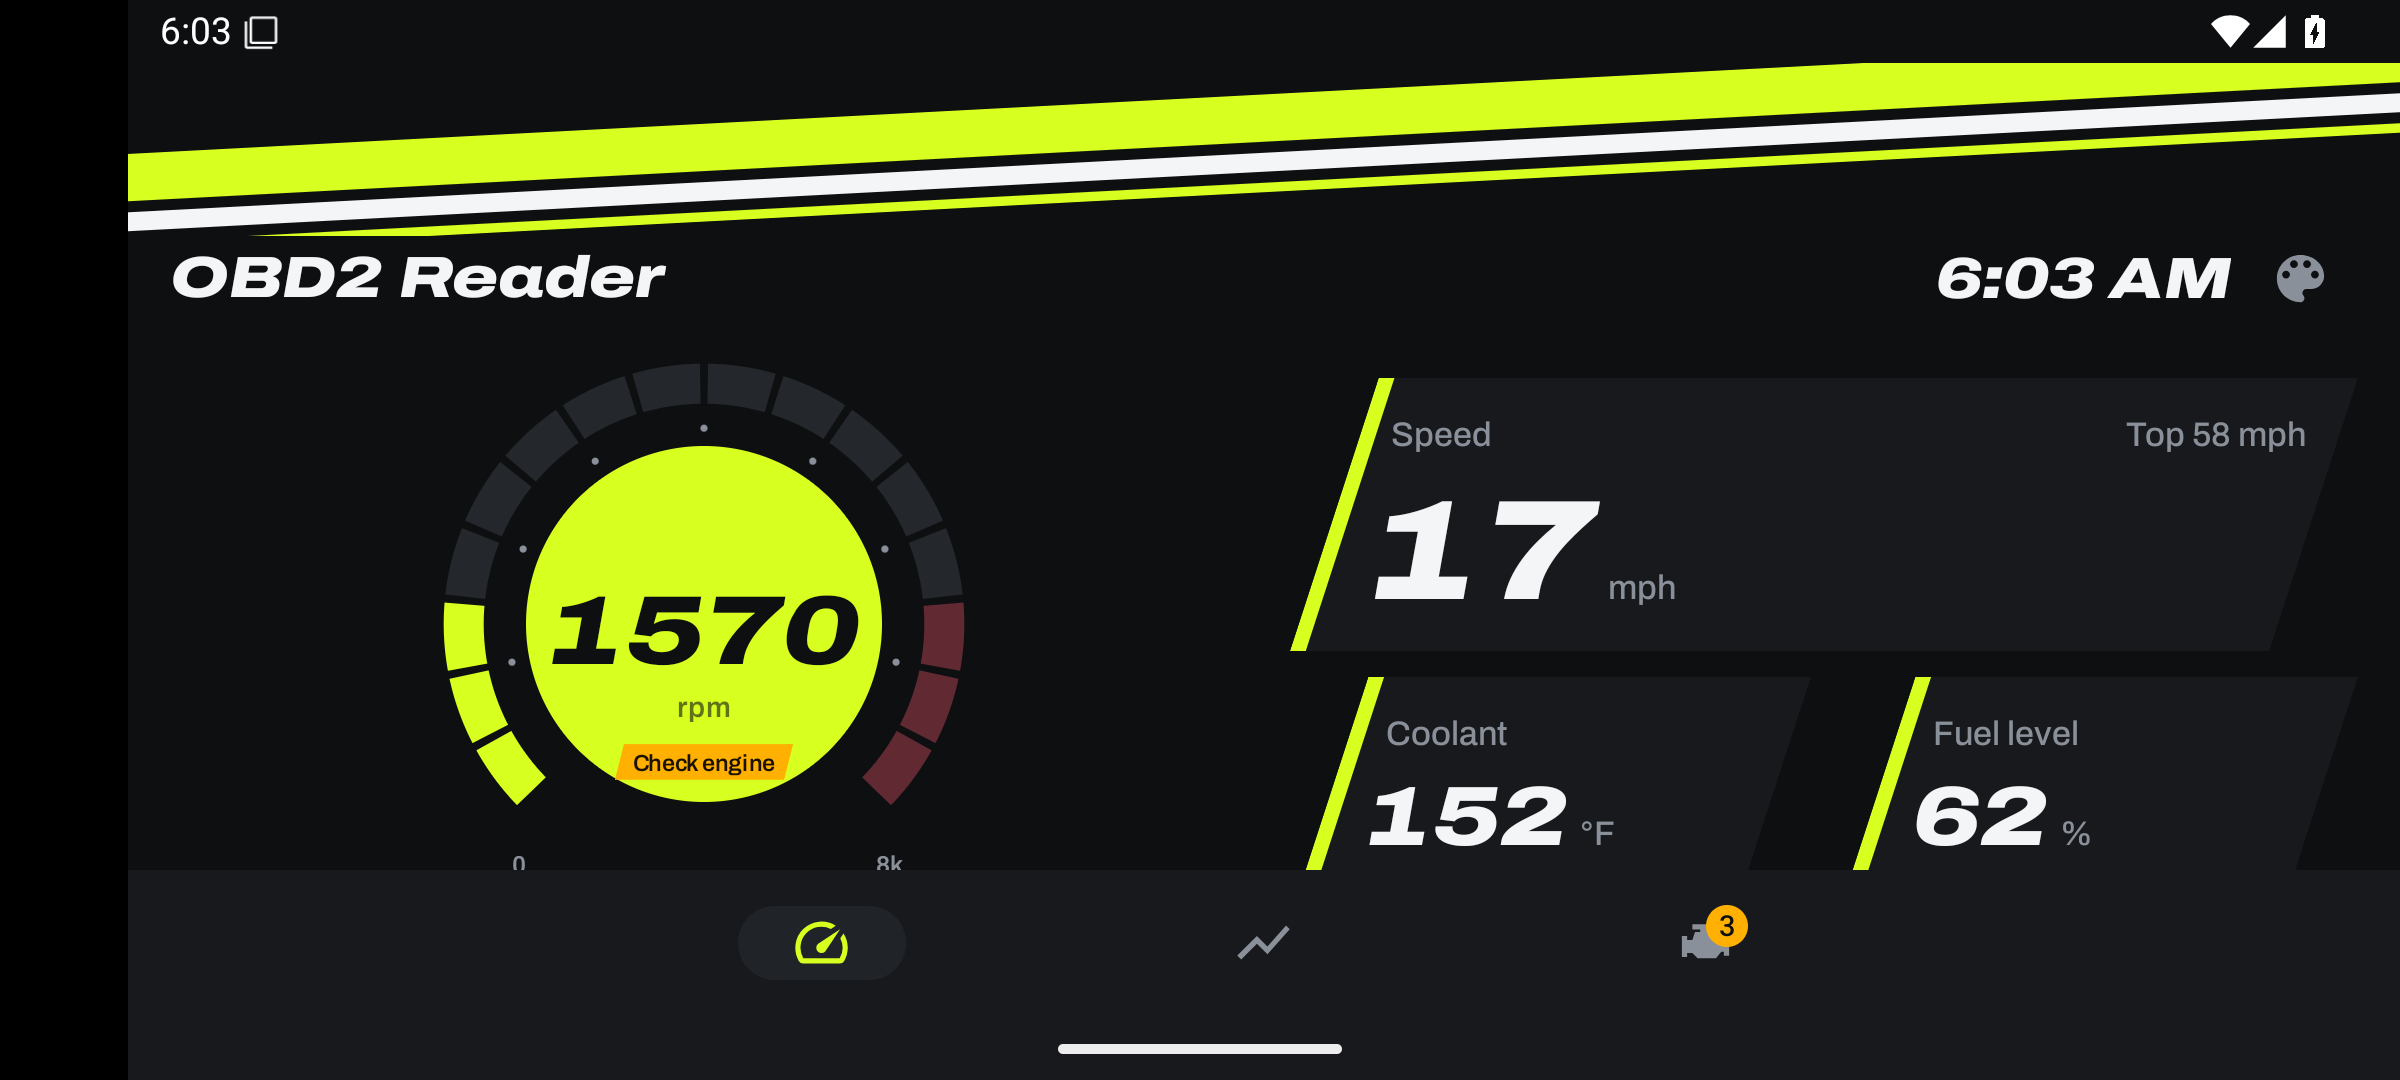 6:03
OBD2 Reader
6:03 AM
1570
rpm
Check engine
0
8k
Speed
Top 58 mph
17 mph
Coolant
152 °F
Fuel level
62 %
3